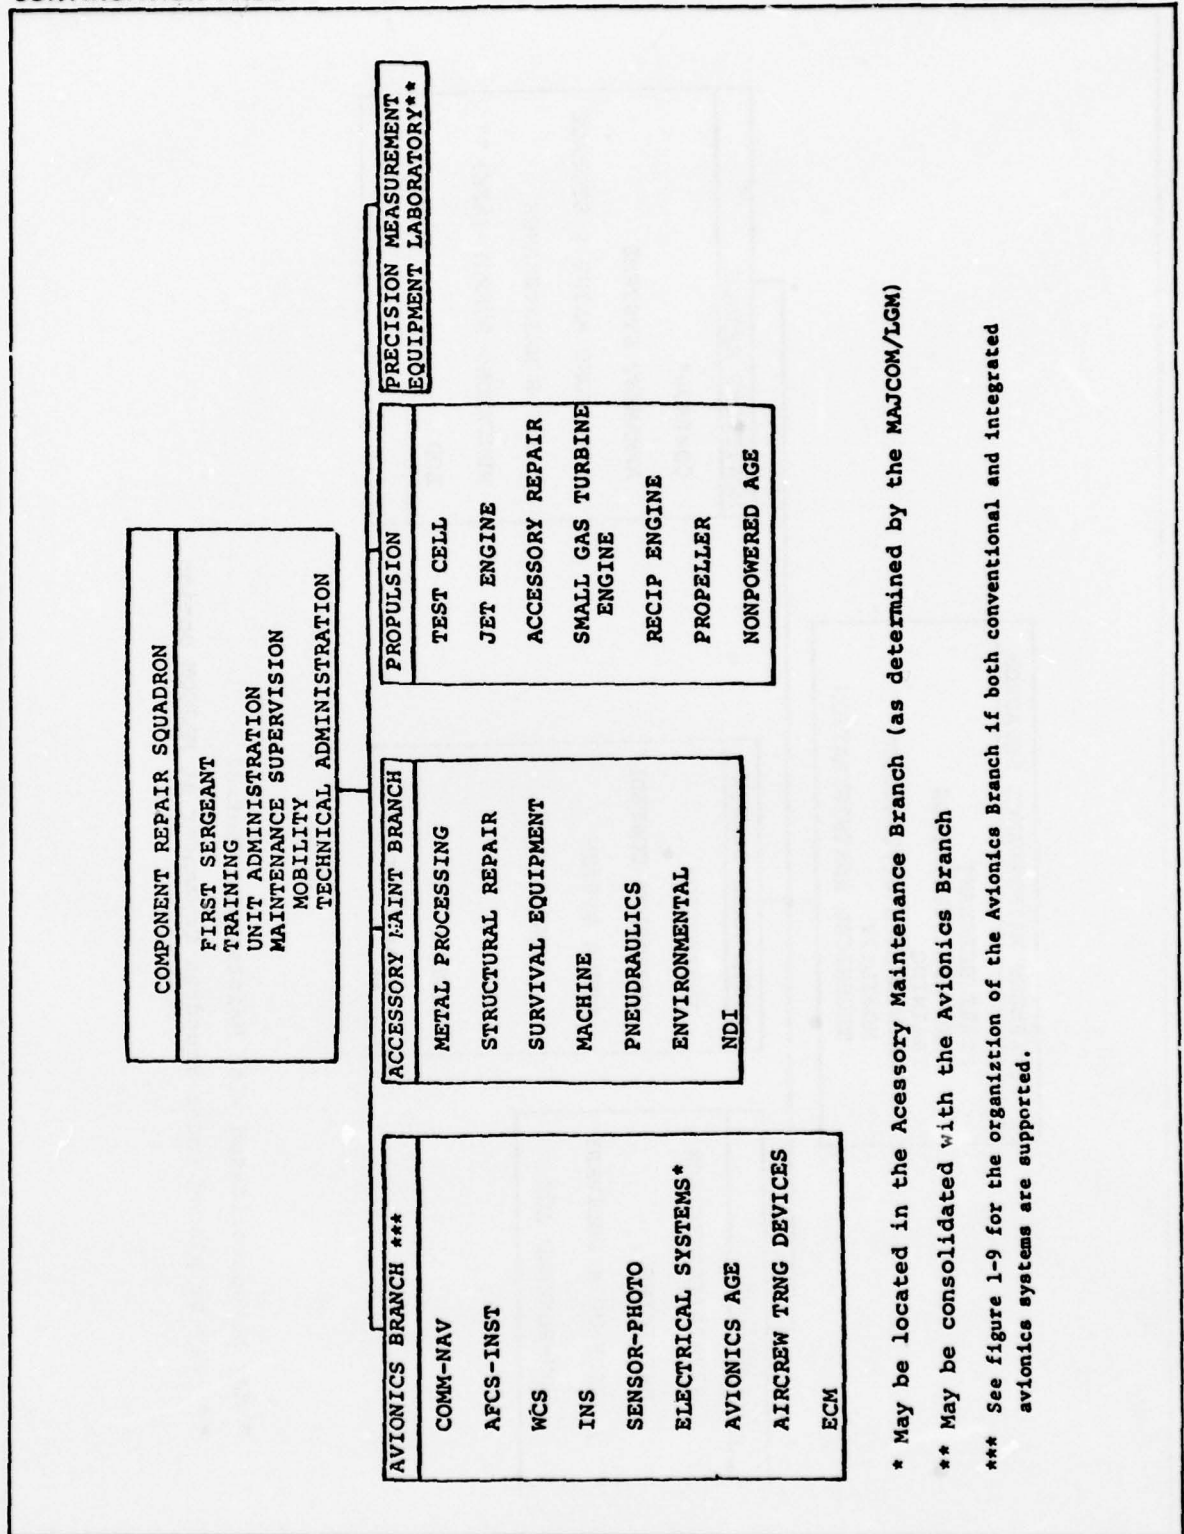 COMPONENT REPAIR SQUADRON
FIRST SERGEANT
TRAINING
UNIT ADMINISTRATION
MAINTENANCE SUPERVISION
MOBILITY
TECHNICAL ADMINISTRATION
AVIONICS BRANCH ***
COMM-NAV
AFCS-INST
WCS
INS
SENSOR-PHOTO
ELECTRICAL SYSTEMS*
AVIONICS AGE
AIRCREW TRNG DEVICES
ECM
ACCESSORY MAINT BRANCH
METAL PROCESSING
STRUCTURAL REPAIR
SURVIVAL EQUIPMENT
MACHINE
PNEUDRAULICS
ENVIRONMENTAL
NDI
PROPULSION
TEST CELL
JET ENGINE
ACCESSORY REPAIR
SMALL GAS TURBINE
ENGINE
RECIP ENGINE
PROPELLER
NONPOWERED AGE
PRECISION MEASUREMENT
EQUIPMENT LABORATORY**
* May be located in the Acessory Maintenance Branch (as determined by the MAJCOM/LGM)
** May be consolidated with the Avionics Branch
*** See figure 1-9 for the organiztion of the Avionics Branch if both conventional and integrated
avionics systems are supported.